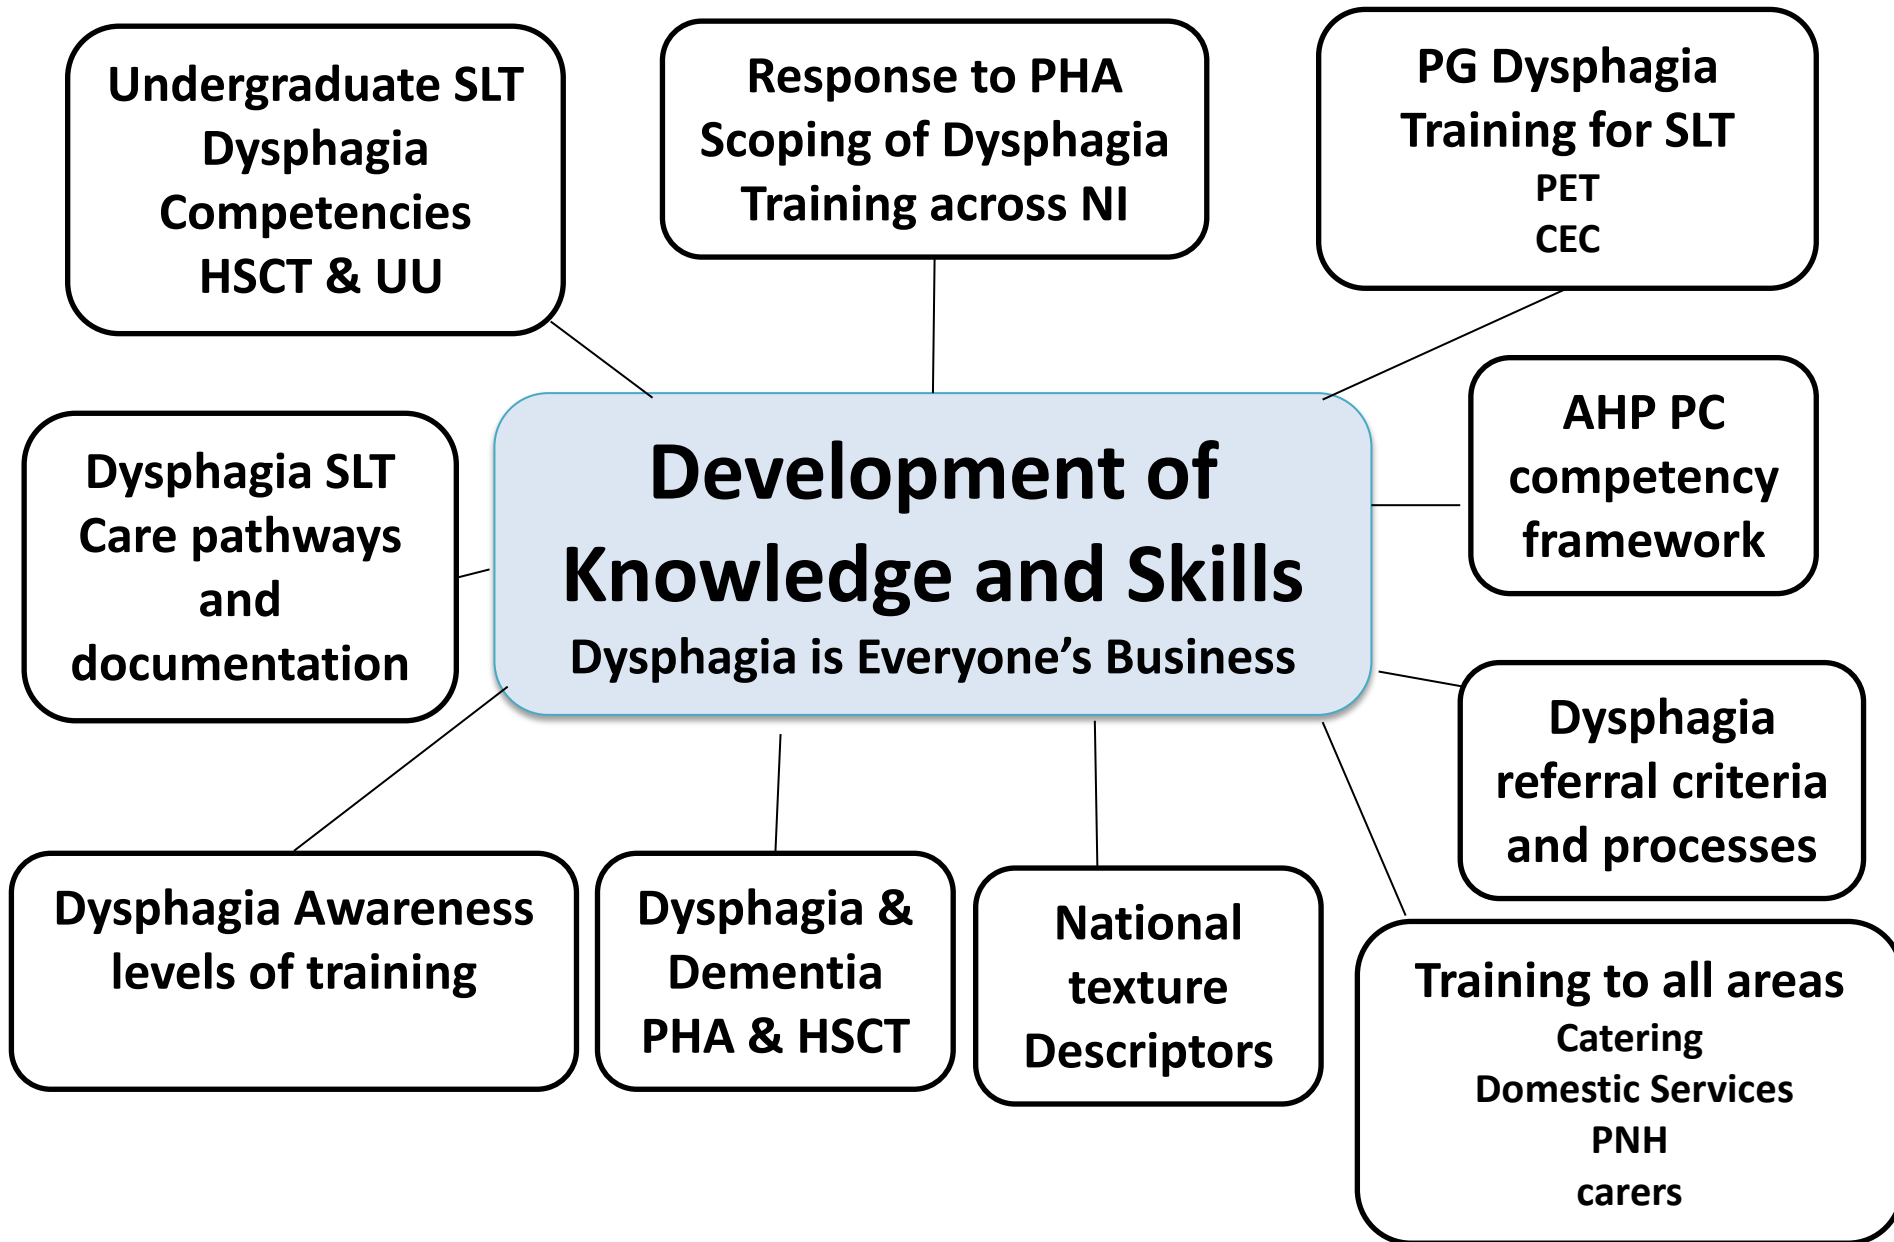 Undergraduate SLT
Dysphagia
Competencies
HSCT & UU
Response to PHA
Scoping of Dysphagia
Training across NI
PG Dysphagia
Training for SLT
PET
CEC
Dysphagia SLT
Care pathways
and
documentation
Development of
Knowledge and Skills
Dysphagia is Everyone’s Business
AHP PC
competency
framework
Dysphagia
referral criteria
and processes
Dysphagia Awareness
levels of training
Dysphagia &
Dementia
PHA & HSCT
National
texture
Descriptors
Training to all areas
Catering
Domestic Services
PNH
carers